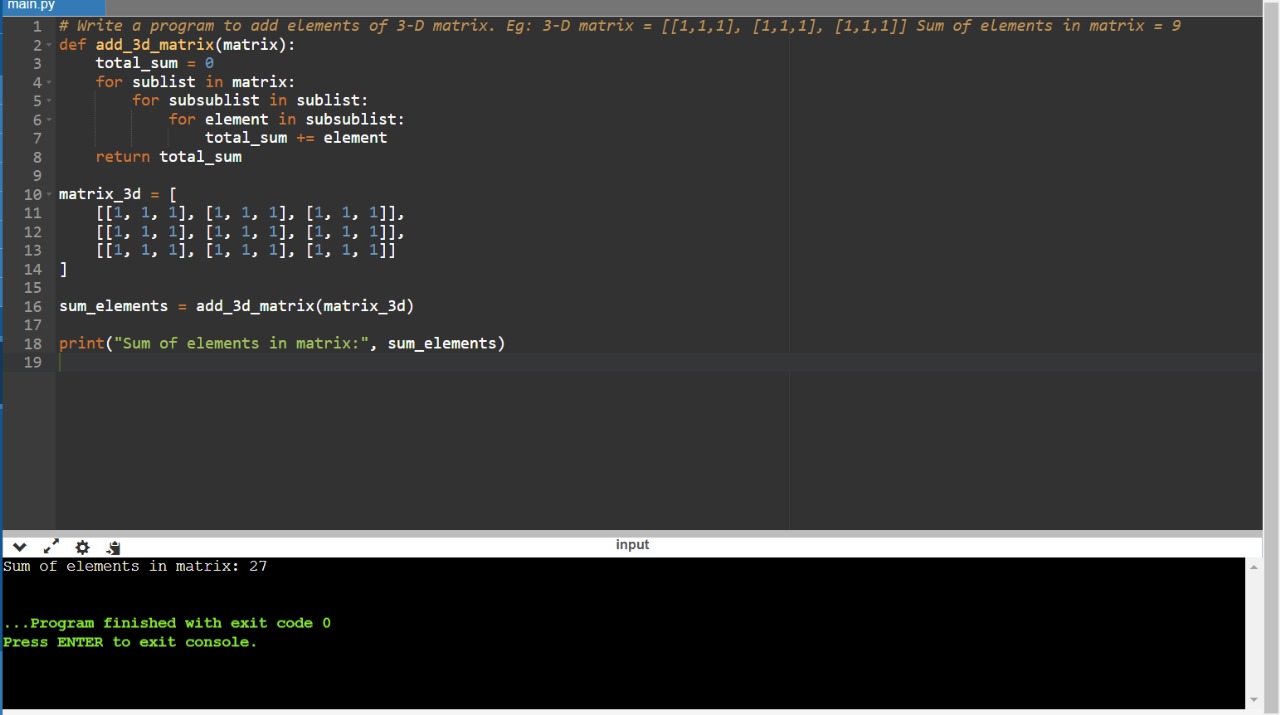 main.py
1 # Write a program to add elements of 3-D matrix. Eg: 3-D matrix = [[1,1,1], [1,1,1], [1,1,1]] Sum of elements in matrix = 9
2 def add_3d_matrix(matrix):
3     total_sum = 0
4     for sublist in matrix:
5         for subsublist in sublist:
6             for element in subsublist:
7                 total_sum += element
8     return total_sum
9
10 matrix_3d = [
11     [[1, 1, 1], [1, 1, 1], [1, 1, 1]],
12     [[1, 1, 1], [1, 1, 1], [1, 1, 1]],
13     [[1, 1, 1], [1, 1, 1], [1, 1, 1]]
14 ]
15
16 sum_elements = add_3d_matrix(matrix_3d)
17
18 print("Sum of elements in matrix:", sum_elements)
19
input
Sum of elements in matrix: 27
...Program finished with exit code 0
Press ENTER to exit console.